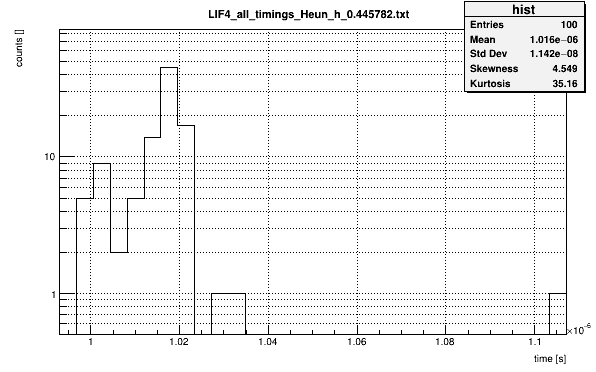 LIF4_all_timings_Heun_h_0.445782.txt
hist
Entries 100
Mean 1.016e−06
Std Dev 1.142e−08
Skewness 4.549
Kurtosis 35.16
counts []
10
1
1 1.02 1.04 1.06 1.08 1.1
×10⁻⁶
time [s]